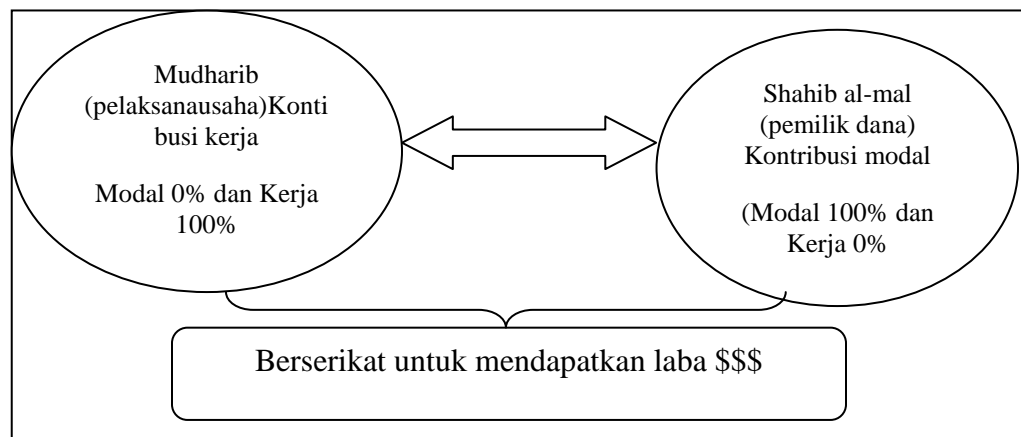 Mudharib
(pelaksanausaha)Konti
busi kerja
Modal 0% dan Kerja
100%
Shahib al-mal
(pemilik dana)
Kontribusi modal
(Modal 100% dan
Kerja 0%
Berserikat untuk mendapatkan laba $$$